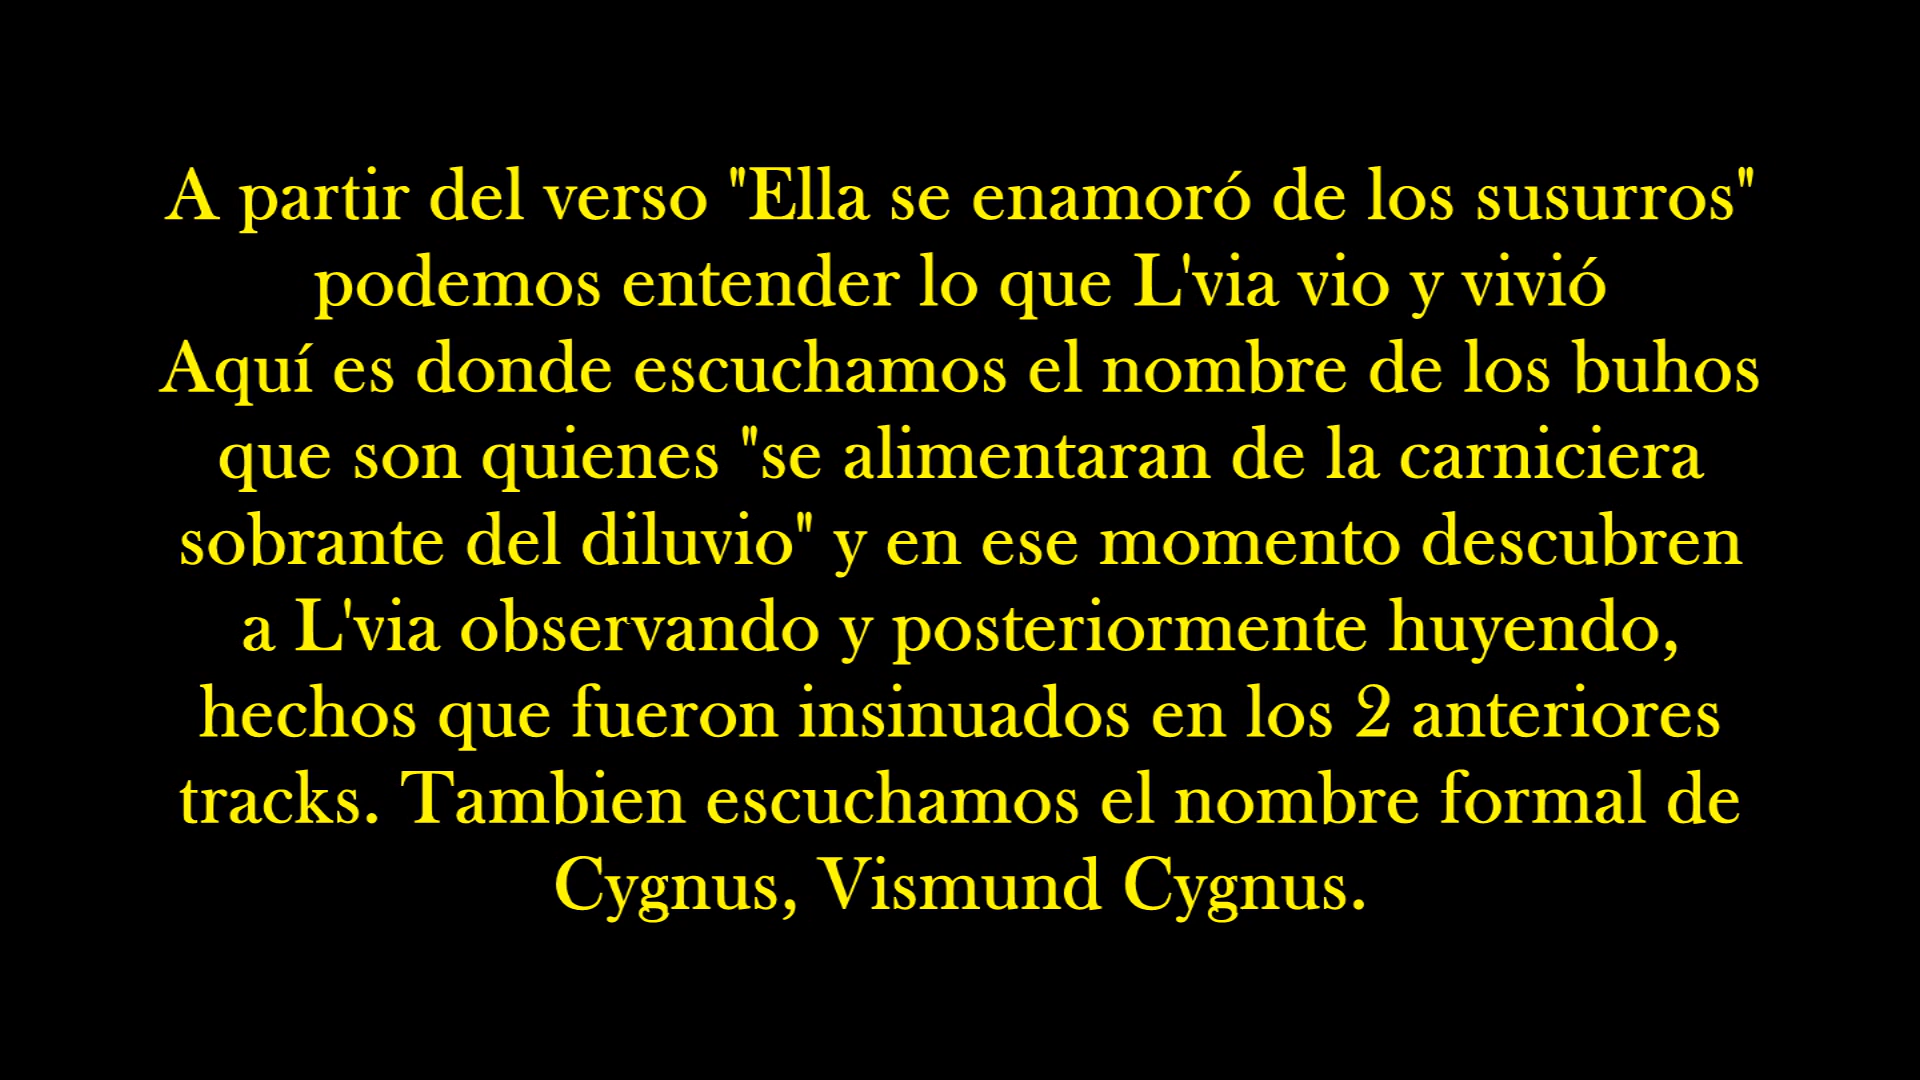 A partir del verso "Ella se enamoró de los susurros"
podemos entender lo que L'via vio y vivió
Aquí es donde escuchamos el nombre de los buhos
que son quienes "se alimentaran de la carniciera
sobrante del diluvio" y en ese momento descubren
a L'via observando y posteriormente huyendo,
hechos que fueron insinuados en los 2 anteriores
tracks. Tambien escuchamos el nombre formal de
Cygnus, Vismund Cygnus.